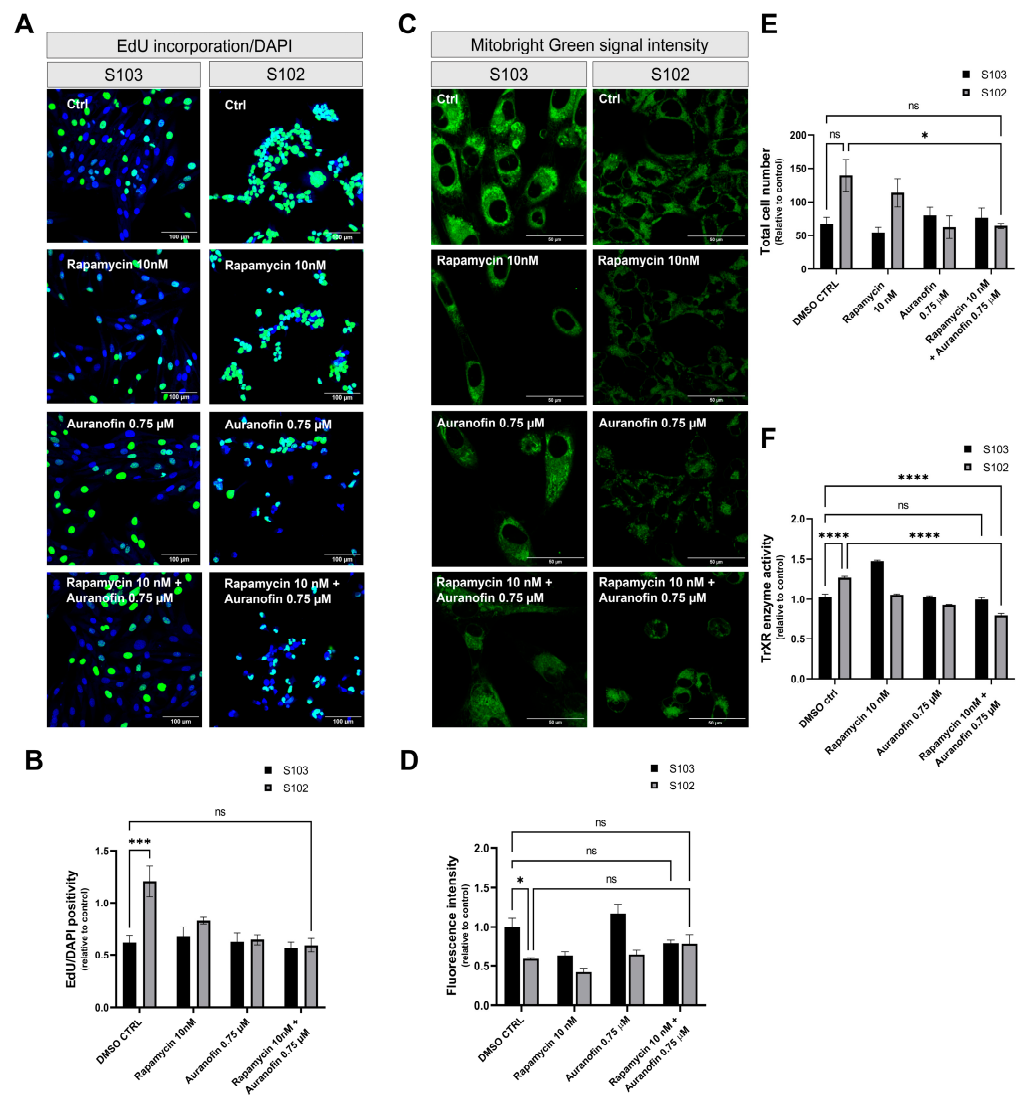 A
EdU incorporation/DAPI
S103
S102
Ctrl
Ctrl
100 µm
Rapamycin 10nM
Rapamycin 10nM
100 µm
100 µm
Auranofin 0.75 µM
Auranofin 0.75 µM
100 µm
100 µm
Rapamycin 10 nM +
Auranofin 0.75 µM
Rapamycin 10 nM +
Auranofin 0.75 µM
100 µm
100 µm
C
Mitobright Green signal intensity
S103
S102
Ctrl
Ctrl
50 µm
50 µm
Rapamycin 10nM
Rapamycin 10nM
50 µm
50 µm
Auranofin 0.75 µM
Auranofin 0.75 µM
50 µm
50 µm
Rapamycin 10 nM +
Auranofin 0.75 µM
Rapamycin 10 nM +
Auranofin 0.75 µM
50 µm
50 µm
E
S103
S102
ns
ns
*
200
150
100
50
0
Total cell number
(Relative to control)
DMSO CTRL
Rapamycin
10 nM
Auranofin
0.75 µM
Rapamycin 10 nM
+ Auranofin 0.75 µM
F
S103
S102
****
ns
****
****
2.0
1.5
1.0
0.5
0.0
TrXR enzyme activity
(relative to control)
DMSO ctrl
Rapamycin 10 nM
Auranofin 0.75 µM
Rapamycin 10nM +
Auranofin 0.75 µM
B
S103
S102
ns
***
1.5
1.0
0.5
0.0
EdU/DAPI positivity
(relative to control)
DMSO CTRL
Rapamycin 10nM
Auranofin 0.75 µM
Rapamycin 10nM +
Auranofin 0.75 µM
D
S103
S102
ns
ns
*
ns
2.0
1.5
1.0
0.5
0.0
Fluorescence intensity
(relative to control)
DMSO CTRL
Rapamycin 10 nM
Auranofin 0.75 µM
Rapamycin 10 nM +
Auranofin 0.75 µM